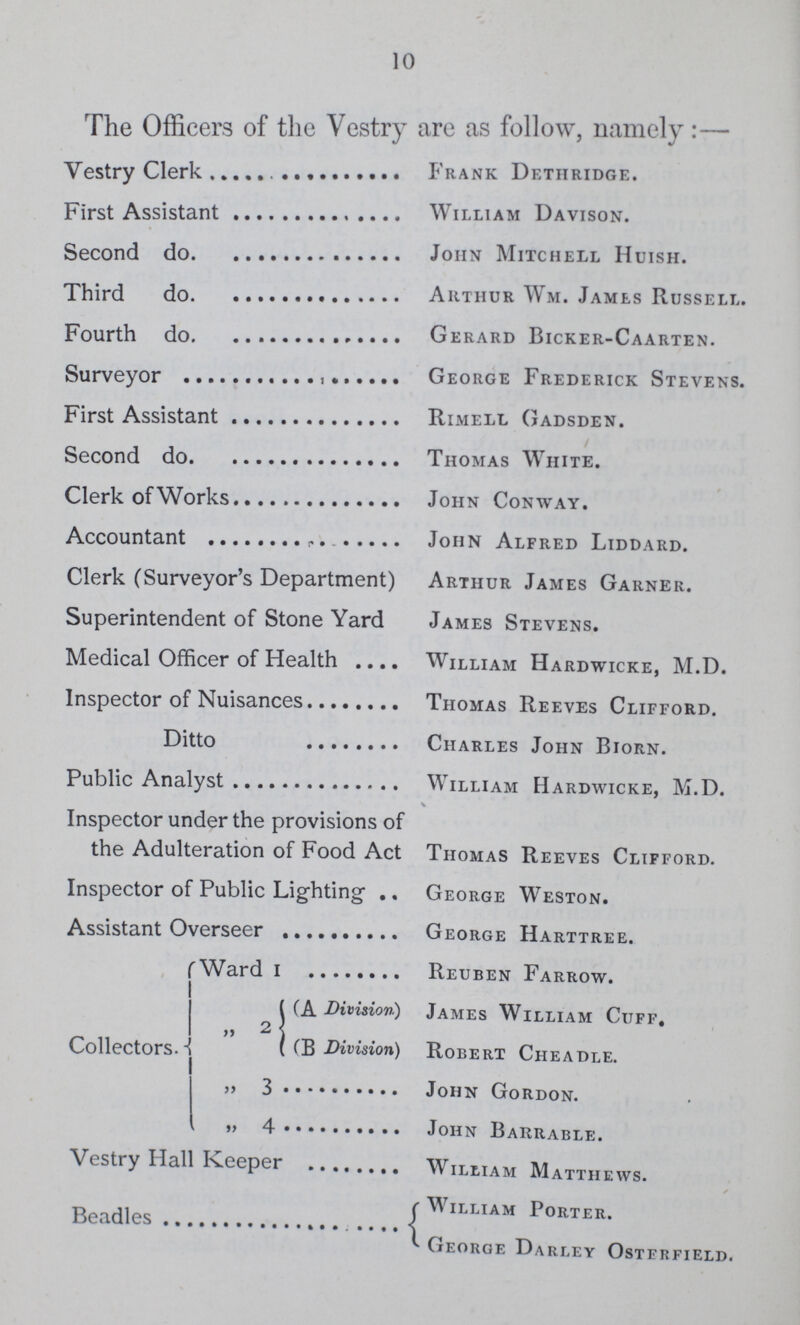 10
The Officers of the Vestry are as follow, namely :—
Vestry Clerk .................. Frank Dethridge.
First Assistant ............... William Davison.
Second do. ............... John Mitchell Huish.
Third do. ............... Arthur Wm. James Russell.
Fourth do. ............... Gerard Bicker-Caarten.
Surveyor ................... George Frederick Stevens.
First Assistant ............... Rimell Gadsden.
Second do. ............... Thomas White.
Clerk of Works............... John Conway.
Accountant ................. John Alfred Liddard.
Clerk (Surveyor's Department) Arthur James Garner.
Superintendent of Stone Yard James Stevens.
Medical Officer of Health .... William Hardwicke, M.D.
Inspector of Nuisances........ Thomas Reeves Clifford.
Ditto ........ Charles John Biorn.
Public Analyst ............... William Hardwicke, M.D.
Inspector under the provisions of
the Adulteration of Food Act Thomas Reeves Clifford.
Inspector of Public Lighting .. George Weston.
Assistant Overseer .......... George Harttree.
Collectors. { Ward 1 ........ Reuben Farrow.
„ 2 { (A Division) James William Cuff.
(B Division) Robert Cheadle.
„ 3 .......... John Gordon.
„ 4 .......... John Barrable.
Vestry Hall Keeper ........ William Matthews.
Beadles .................... { William Porter.
George Darley Osterfield.